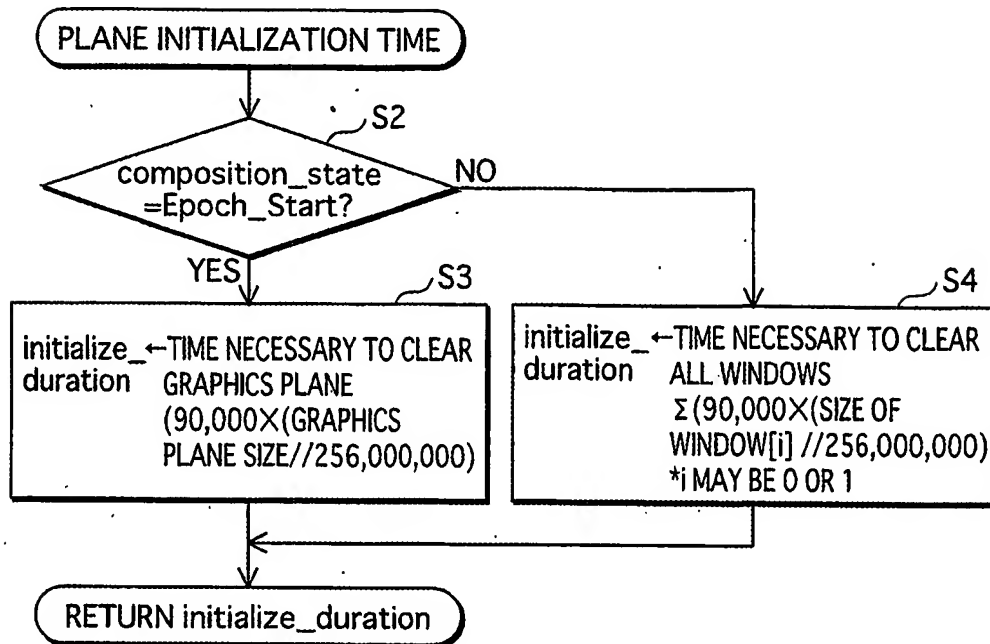 PLANE INITIALIZATION TIME
S2
composition_state
=Epoch_Start?
NO
YES
S3
initialize_←TIME NECESSARY TO CLEAR
duration GRAPHICS PLANE
(90,000×(GRAPHICS
PLANE SIZE//256,000,000)
S4
initialize_←TIME NECESSARY TO CLEAR
duration ALL WINDOWS
Σ(90,000×(SIZE OF
WINDOW[i] //256,000,000)
*i MAY BE 0 OR 1
RETURN initialize_duration